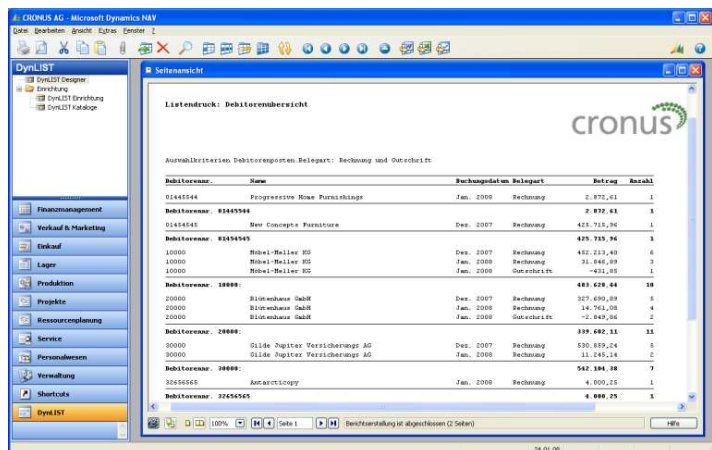 CRONUS AG - Microsoft Dynamics NAV
Datei Bearbeiten Ansicht Extras Fenster ?
DynLIST
DynLIST Designer
Einrichtung
DynLIST Einrichtung
DynLIST Kataloge
Finanzmanagement
Verkauf & Marketing
Einkauf
Lager
Produktion
Projekte
Ressourcenplanung
Service
Personalwesen
Verwaltung
Shortcuts
DynLIST
Seitenansicht
Listendruck: Debitorenübersicht
cronus
Auswahlkriterien Debitorenposten.Belegart: Rechnung und Gutschrift
Debitorennr. Name Buchungsdatum Belegart Betrag Anzahl
01445544 Progressive Home Furnishings Jan. 2008 Rechnung 2.872,61 1
Debitorennr. 01445544 2.872,61 1
01454545 New Concepts Furniture Dez. 2007 Rechnung 425.715,96 1
Debitorennr. 01454545 425.715,96 1
10000 Möbel-Meller KG Dez. 2007 Rechnung 452.213,40 6
10000 Möbel-Meller KG Jan. 2008 Rechnung 31.846,89 3
10000 Möbel-Meller KG Jan. 2008 Gutschrift -431,85 1
Debitorennr. 10000: 483.628,44 10
20000 Blütenhaus GmbH Dez. 2007 Rechnung 327.690,89 5
20000 Blütenhaus GmbH Jan. 2008 Rechnung 14.761,08 4
20000 Blütenhaus GmbH Jan. 2008 Gutschrift -2.849,86 2
Debitorennr. 20000: 339.602,11 11
30000 Gilde Jupiter Versicherungs AG Dez. 2007 Rechnung 530.859,24 5
30000 Gilde Jupiter Versicherungs AG Jan. 2008 Rechnung 11.245,14 2
Debitorennr. 30000: 542.104,38 7
32656565 Antarcticopy Jan. 2008 Rechnung 4.800,25 1
Debitorennr. 32656565 4.800,25 1
100% Seite 1 Berichtserstellung ist abgeschlossen (2 Seiten) Hilfe